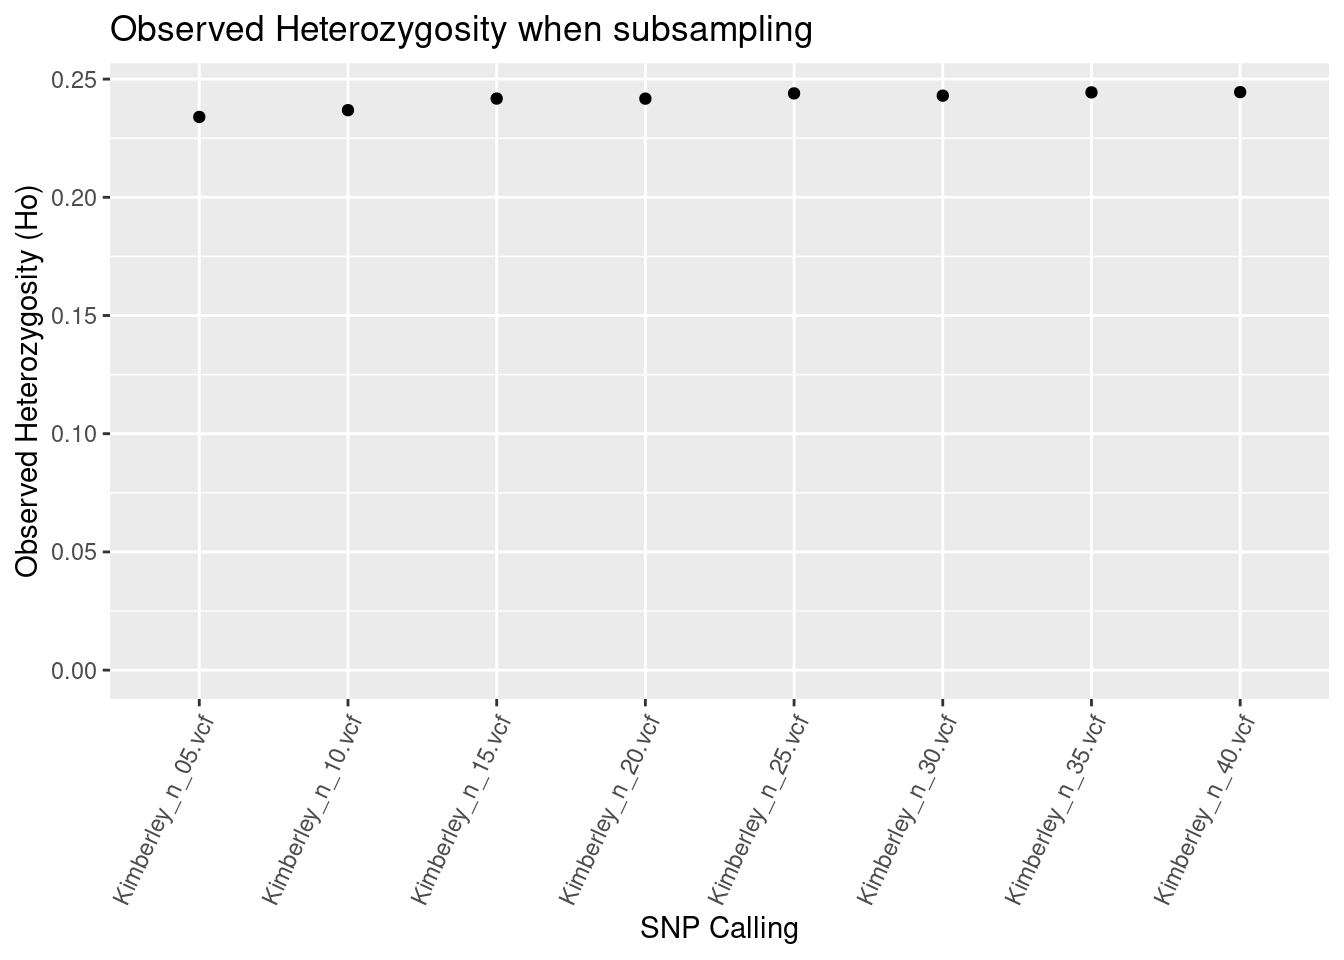 Observed Heterozygosity when subsampling
Observed Heterozygosity (Ho)
0.25
0.20
0.15
0.10
0.05
0.00
Kimberley_n_05.vcf
Kimberley_n_10.vcf
Kimberley_n_15.vcf
Kimberley_n_20.vcf
Kimberley_n_25.vcf
Kimberley_n_30.vcf
Kimberley_n_35.vcf
Kimberley_n_40.vcf
SNP Calling